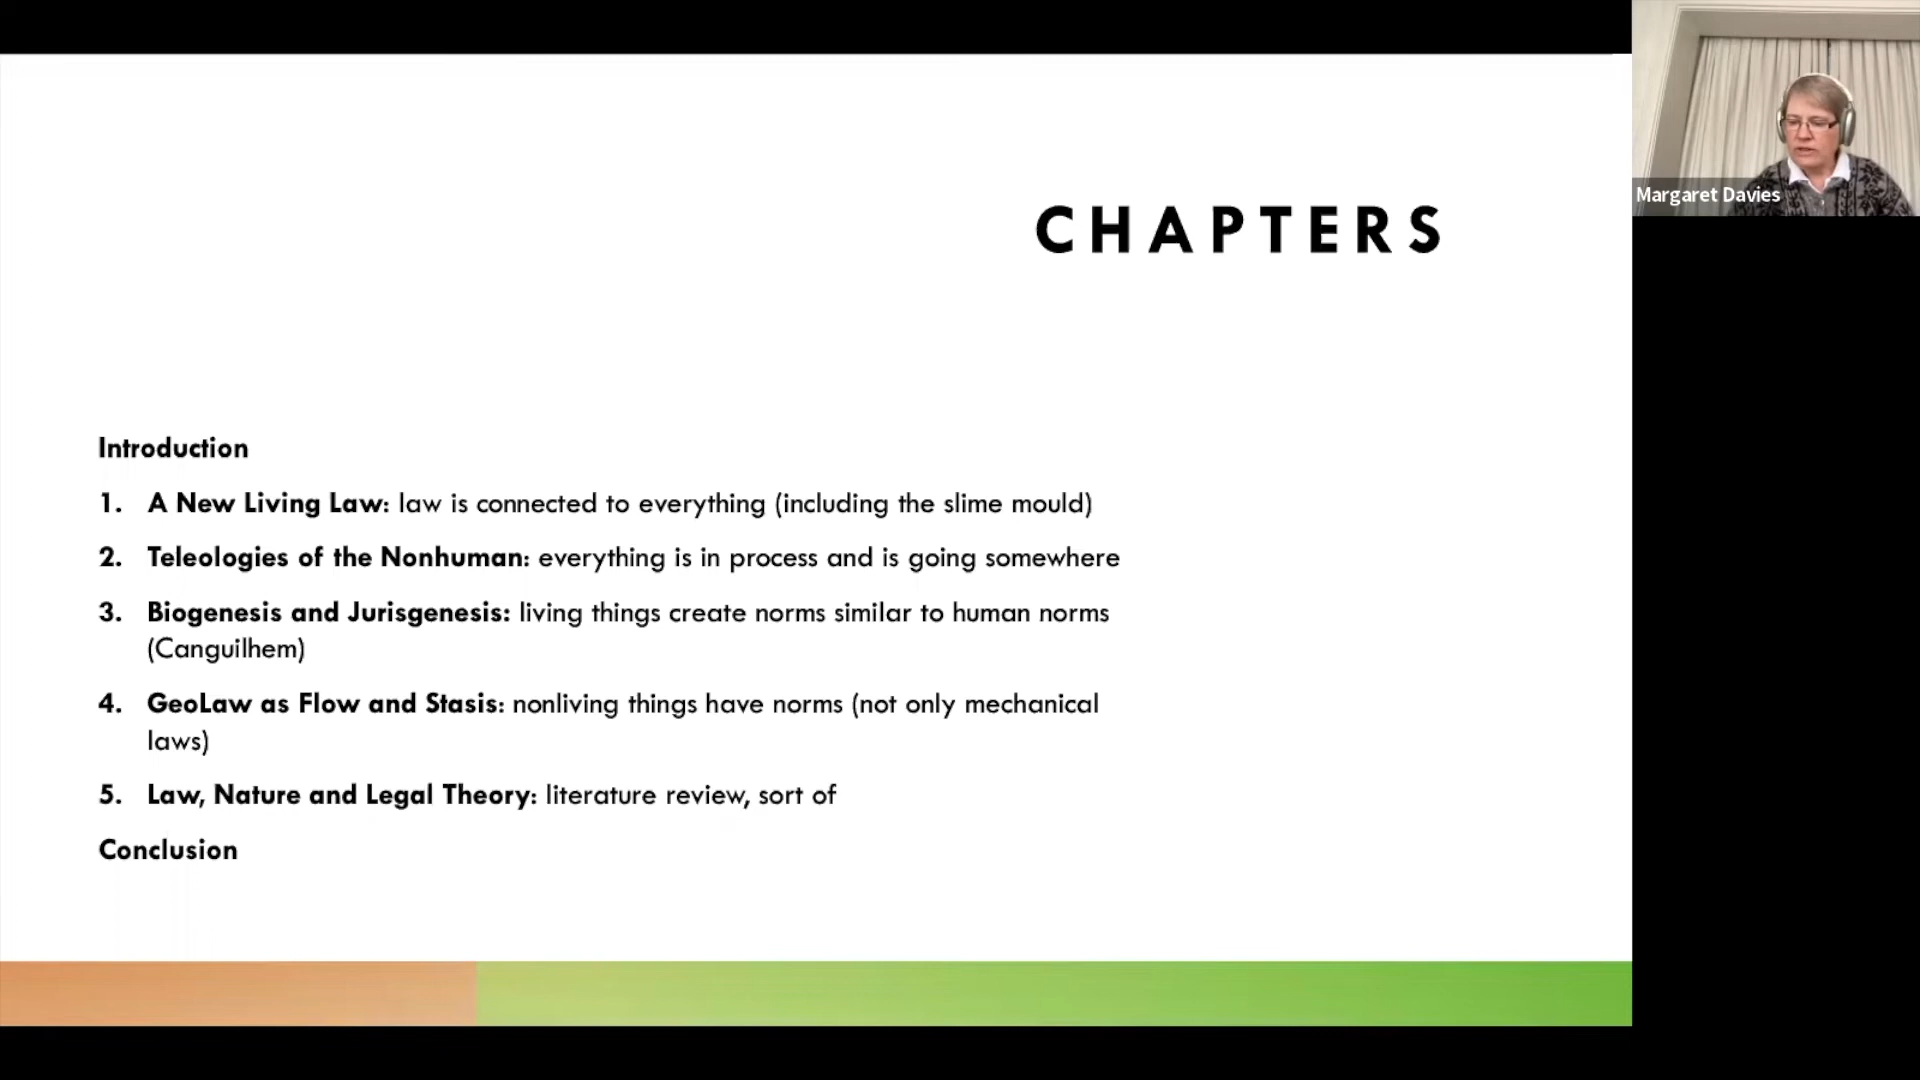 CHAPTERS
Margaret Davies
Introduction
1. A New Living Law: law is connected to everything (including the slime mould)
2. Teleologies of the Nonhuman: everything is in process and is going somewhere
3. Biogenesis and Jurisgenesis: living things create norms similar to human norms
(Canguilhem)
4. GeoLaw as Flow and Stasis: nonliving things have norms (not only mechanical
laws)
5. Law, Nature and Legal Theory: literature review, sort of
Conclusion